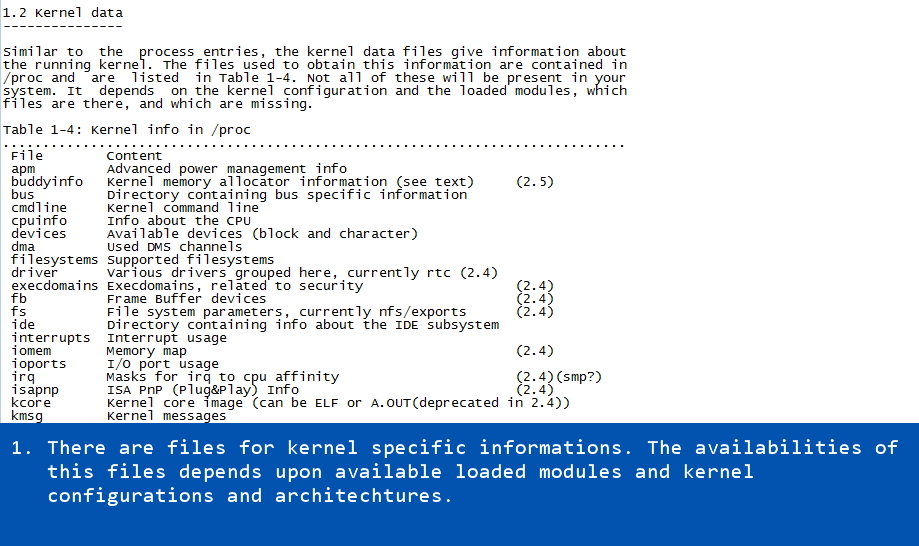 1.2 Kernel data
---------------
Similar to  the  process entries, the kernel data files give information about
the running kernel. The files used to obtain this information are contained in
/proc and  are  listed  in Table 1-4. Not all of these will be present in your
system. It  depends  on the kernel configuration and the loaded modules, which
files are there, and which are missing.
Table 1-4: Kernel info in /proc
..............................................................................
File        Content
apm         Advanced power management info
buddyinfo   Kernel memory allocator information (see text)     (2.5)
bus         Directory containing bus specific information
cmdline     Kernel command line
cpuinfo     Info about the CPU
devices     Available devices (block and character)
dma         Used DMS channels
filesystems Supported filesystems
driver      Various drivers grouped here, currently rtc (2.4)
execdomains Execdomains, related to security                   (2.4)
fb          Frame Buffer devices                               (2.4)
fs          File system parameters, currently nfs/exports      (2.4)
ide         Directory containing info about the IDE subsystem
interrupts  Interrupt usage
iomem       Memory map                                         (2.4)
ioports     I/O port usage
irq         Masks for irq to cpu affinity                      (2.4)(smp?)
isapnp      ISA PnP (Plug&Play) Info                           (2.4)
kcore       Kernel core image (can be ELF or A.OUT(deprecated in 2.4))
kmsg        Kernel messages
1. There are files for kernel specific informations. The availabilities of
this files depends upon available loaded modules and kernel
configurations and architechtures.